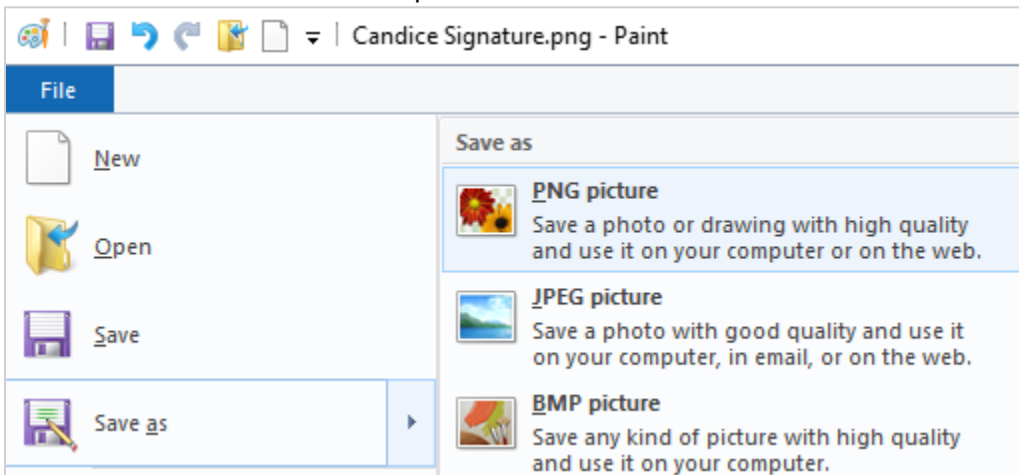 Candice Signature.png - Paint
File
New
Open
Save
Save as
Save as
PNG picture
Save a photo or drawing with high quality
and use it on your computer or on the web.
JPEG picture
Save a photo with good quality and use it
on your computer, in email, or on the web.
BMP picture
Save any kind of picture with high quality
and use it on your computer.